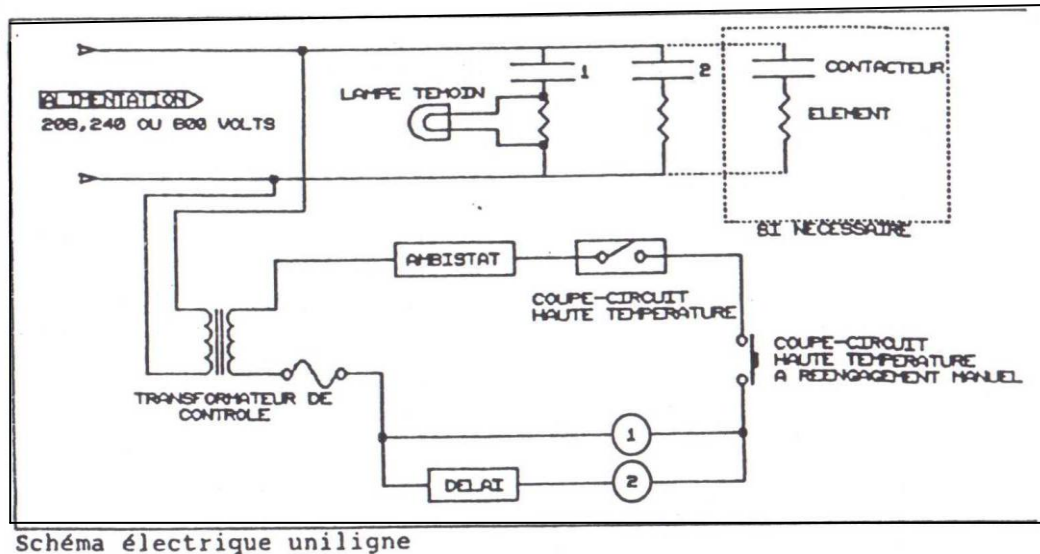 ALIMENTATION
208,240 OU 600 VOLTS
LAMPE TEMOIN
1
2
CONTACTEUR
ELEMENT
SI NECESSAIRE
AMBISTAT
COUPE-CIRCUIT
HAUTE TEMPERATURE
COUPE-CIRCUIT
HAUTE TEMPERATURE
A REENGAGEMENT MANUEL
TRANSFORMATEUR DE
CONTROLE
1
DELAI
2
Schéma électrique uniligne